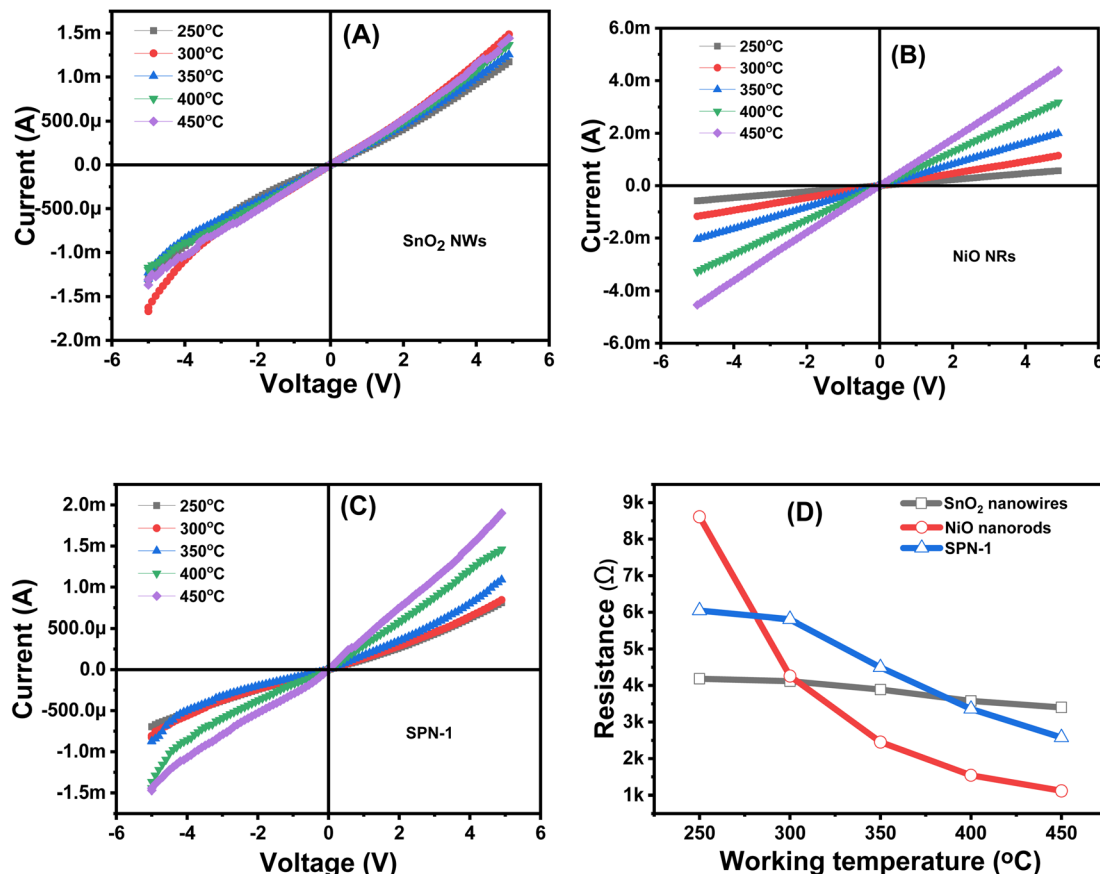 (A)
250°C
300°C
350°C
400°C
450°C
1.5m
1.0m
500.0μ
0.0
-500.0μ
-1.0m
-1.5m
-2.0m
Current (A)
SnO₂ NWs
-6 -4 -2 0 2 4 6
Voltage (V)
(B)
250°C
300°C
350°C
400°C
450°C
6.0m
4.0m
2.0m
0.0
-2.0m
-4.0m
-6.0m
Current (A)
NiO NRs
-6 -4 -2 0 2 4 6
Voltage (V)
(C)
250°C
300°C
350°C
400°C
450°C
2.0m
1.5m
1.0m
500.0μ
0.0
-500.0μ
-1.0m
-1.5m
Current (A)
SPN-1
-6 -4 -2 0 2 4 6
Voltage (V)
(D)
SnO₂ nanowires
NiO nanorods
SPN-1
9k
8k
7k
6k
5k
4k
3k
2k
1k
Resistance (Ω)
250 300 350 400 450
Working temperature (°C)